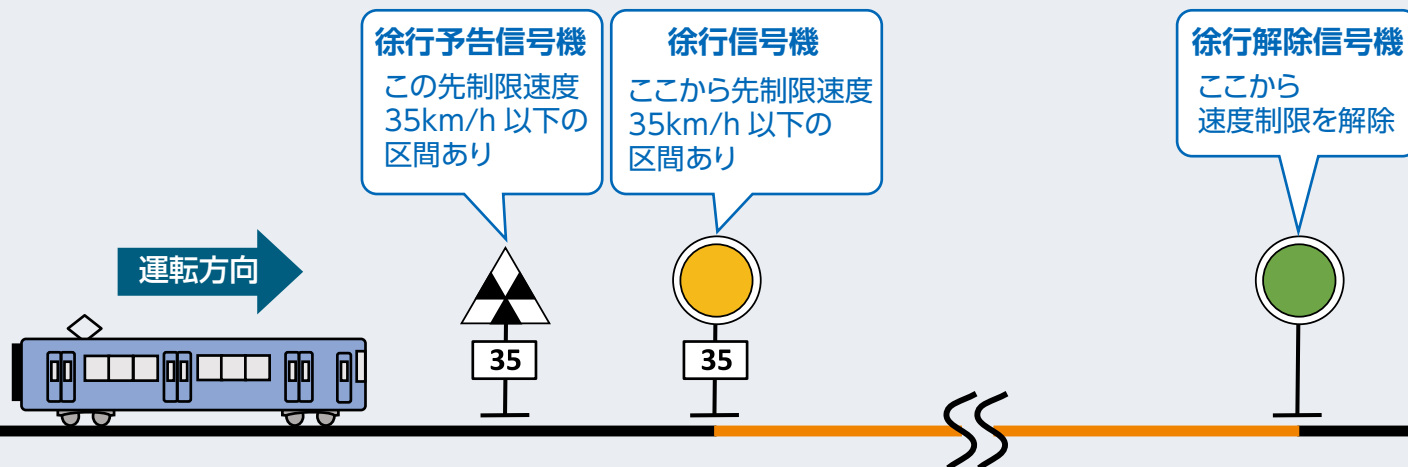 徐行予告信号機
この先制限速度
35km/h 以下の
区間あり
徐行信号機
ここから先制限速度
35km/h 以下の
区間あり
徐行解除信号機
ここから
速度制限を解除
運転方向
35
35